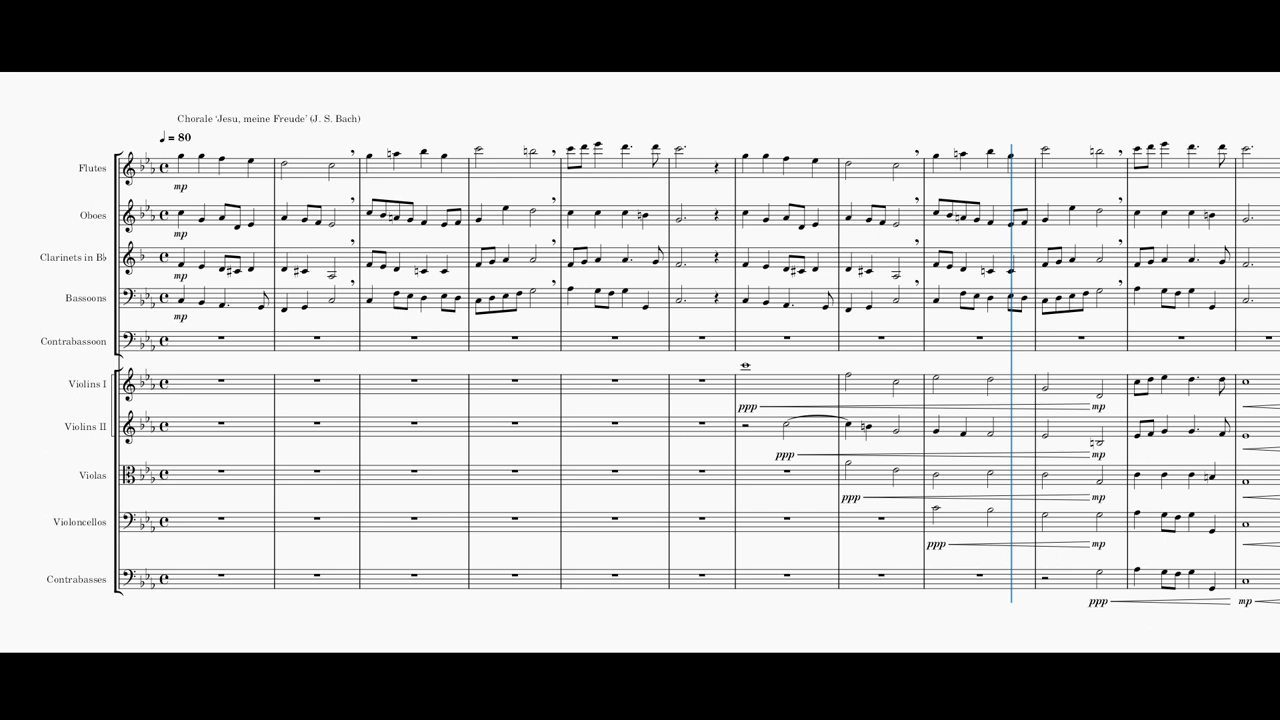 Chorale ‘Jesu, meine Freude’ (J. S. Bach)
♩ = 80
Flutes
mp
Oboes
mp
Clarinets in B♭
mp
Bassoons
mp
Contrabassoon
Violins I
ppp mp
Violins II
ppp mp
Violas
ppp mp
Violoncellos
ppp mp
Contrabasses
ppp mp